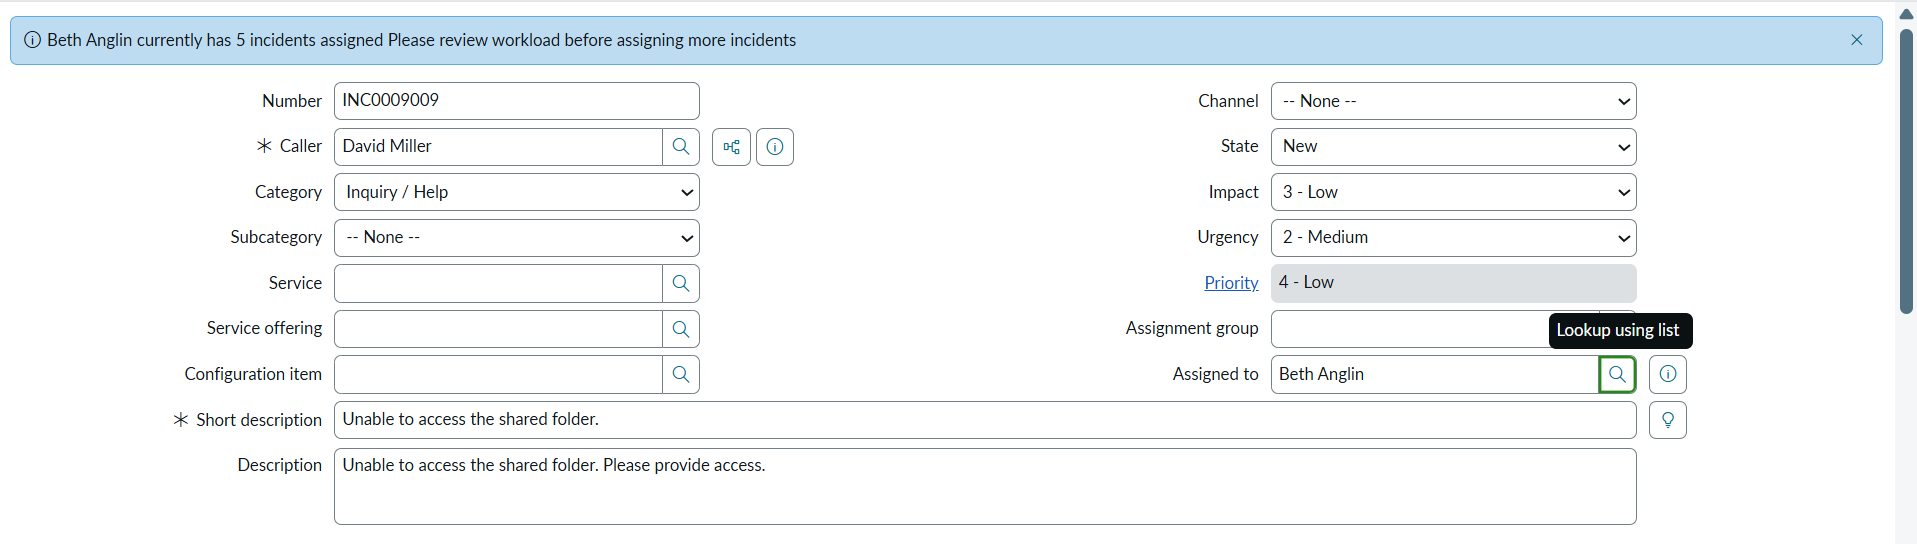 Beth Anglin currently has 5 incidents assigned Please review workload before assigning more incidents
Number INC0009009
* Caller David Miller
Category Inquiry / Help
Subcategory -- None --
Service
Service offering
Configuration item
Channel -- None --
State New
Impact 3 - Low
Urgency 2 - Medium
Priority 4 - Low
Assignment group
Lookup using list
Assigned to Beth Anglin
* Short description Unable to access the shared folder.
Description Unable to access the shared folder. Please provide access.